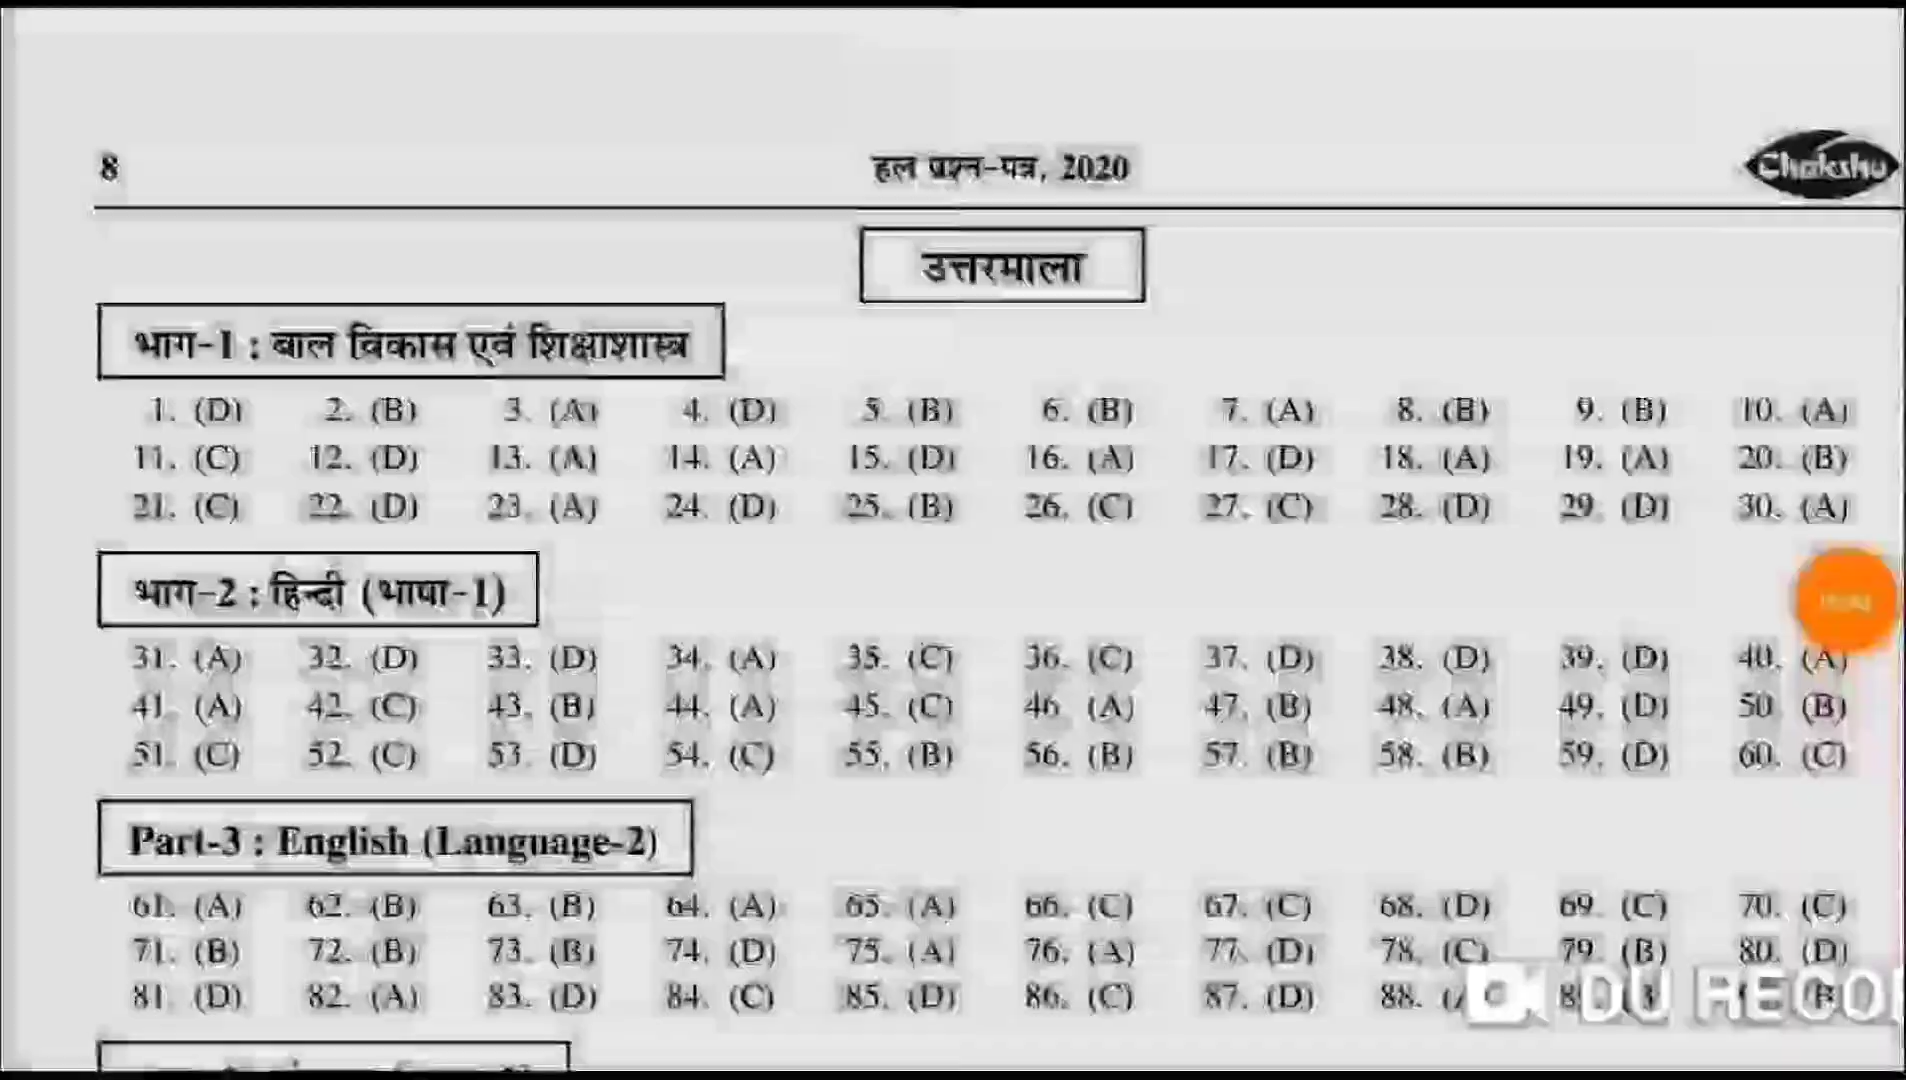 8 हल प्रश्न-पत्र, 2020 Chakshu
उत्तरमाला
भाग-1 : बाल विकास एवं शिक्षाशास्त्र
1. (D) 2. (B) 3. (A) 4. (D) 5. (B) 6. (B) 7. (A) 8. (B) 9. (B) 10. (A)
11. (C) 12. (D) 13. (A) 14. (A) 15. (D) 16. (A) 17. (D) 18. (A) 19. (A) 20. (B)
21. (C) 22. (D) 23. (A) 24. (D) 25. (B) 26. (C) 27. (C) 28. (D) 29. (D) 30. (A)
भाग-2 : हिन्दी (भाषा-1)
31. (A) 32. (D) 33. (D) 34. (A) 35. (C) 36. (C) 37. (D) 38. (D) 39. (D) 40. (A)
41. (A) 42. (C) 43. (B) 44. (A) 45. (C) 46. (A) 47. (B) 48. (A) 49. (D) 50. (B)
51. (C) 52. (C) 53. (D) 54. (C) 55. (B) 56. (B) 57. (B) 58. (B) 59. (D) 60. (C)
Part-3 : English (Language-2)
61. (A) 62. (B) 63. (B) 64. (A) 65. (A) 66. (C) 67. (C) 68. (D) 69. (C) 70. (C)
71. (B) 72. (B) 73. (B) 74. (D) 75. (A) 76. (A) 77. (D) 78. (C) 79. (B) 80. (D)
81. (D) 82. (A) 83. (D) 84. (C) 85. (D) 86. (C) 87. (D) 88.
DU RECO